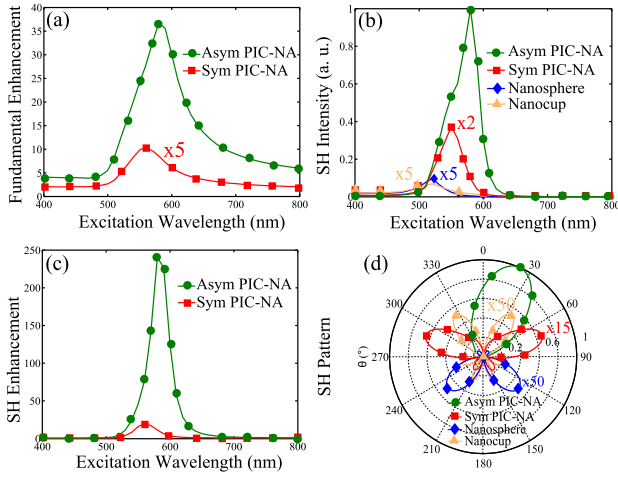 (a)
Fundamental Enhancement
40
35
30
25
20
15
10
5
0
Asym PIC-NA
Sym PIC-NA
x5
400 500 600 700 800
Excitation Wavelength (nm)
(b)
SH Intensity (a. u.)
1
0.8
0.6
0.4
0.2
0
Asym PIC-NA
Sym PIC-NA
Nanosphere
Nanocup
x2
x5
x5
400 500 600 700 800
Excitation Wavelength (nm)
(c)
SH Enhancement
250
200
150
100
50
0
Asym PIC-NA
Sym PIC-NA
400 500 600 700 800
Excitation Wavelength (nm)
(d)
SH Pattern
θ (°)
0
330
30
300
60
x50
x15
0.2
0.6
1
270
90
x50
240
120
210
150
180
Asym PIC-NA
Sym PIC-NA
Nanosphere
Nanocup